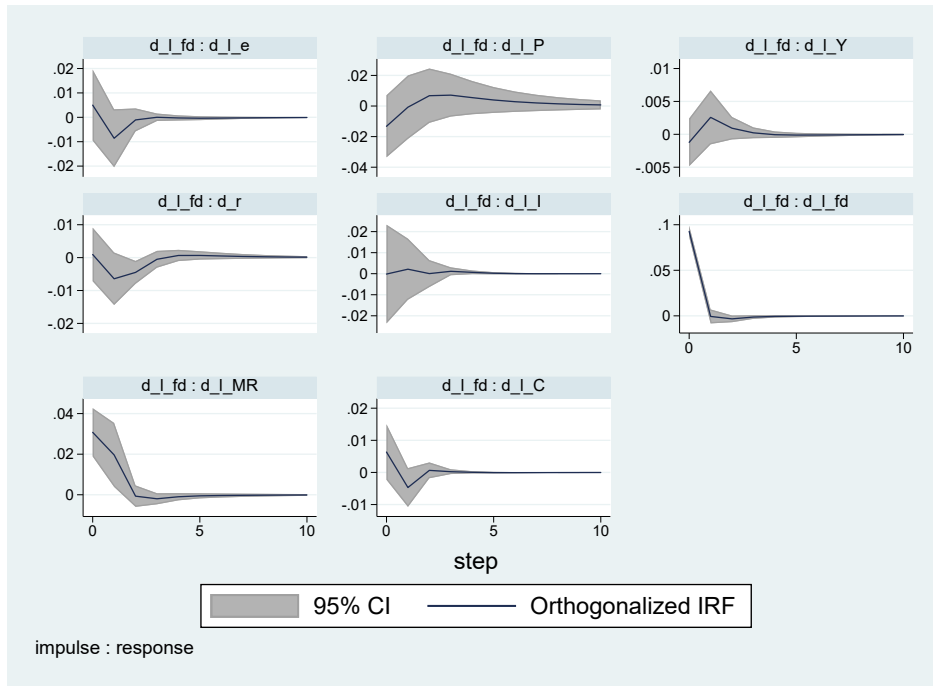 d_l_fd : d_l_e
d_l_fd : d_l_P
d_l_fd : d_l_Y
.02
.01
0
-.01
-.02
.02
0
-.02
-.04
.01
.005
0
-.005
d_l_fd : d_r
d_l_fd : d_l_I
d_l_fd : d_l_fd
.01
0
-.01
-.02
.02
.01
0
-.01
-.02
.1
.05
0
0 5 10
d_l_fd : d_l_MR
d_l_fd : d_l_C
.04
.02
0
0 5 10
.02
.01
0
-.01
0 5 10
step
95% CI
Orthogonalized IRF
impulse : response